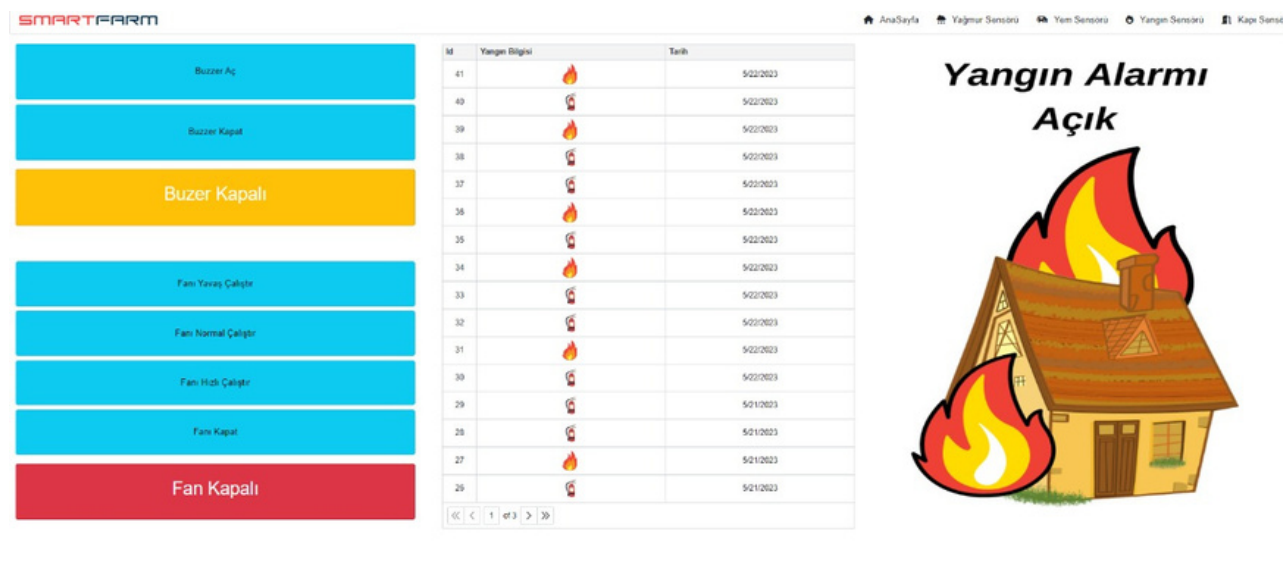 SMARTFARM
AnaSayfa Yağmur Sensörü Yem Sensörü Yangın Sensörü Kapı Sensö
Buzzer Aç
Buzzer Kapat
Buzer Kapalı
Fanı Yavaş Çalıştır
Fanı Normal Çalıştır
Fanı Hızlı Çalıştır
Fanı Kapat
Fan Kapalı
Id Yangın Bilgisi Tarih
41 5/22/2023
40 5/22/2023
39 5/22/2023
38 5/22/2023
37 5/22/2023
36 5/22/2023
35 5/22/2023
34 5/22/2023
33 5/22/2023
32 5/22/2023
31 5/22/2023
30 5/22/2023
29 5/21/2023
28 5/21/2023
27 5/21/2023
26 5/21/2023
1 of 3
Yangın Alarmı
Açık